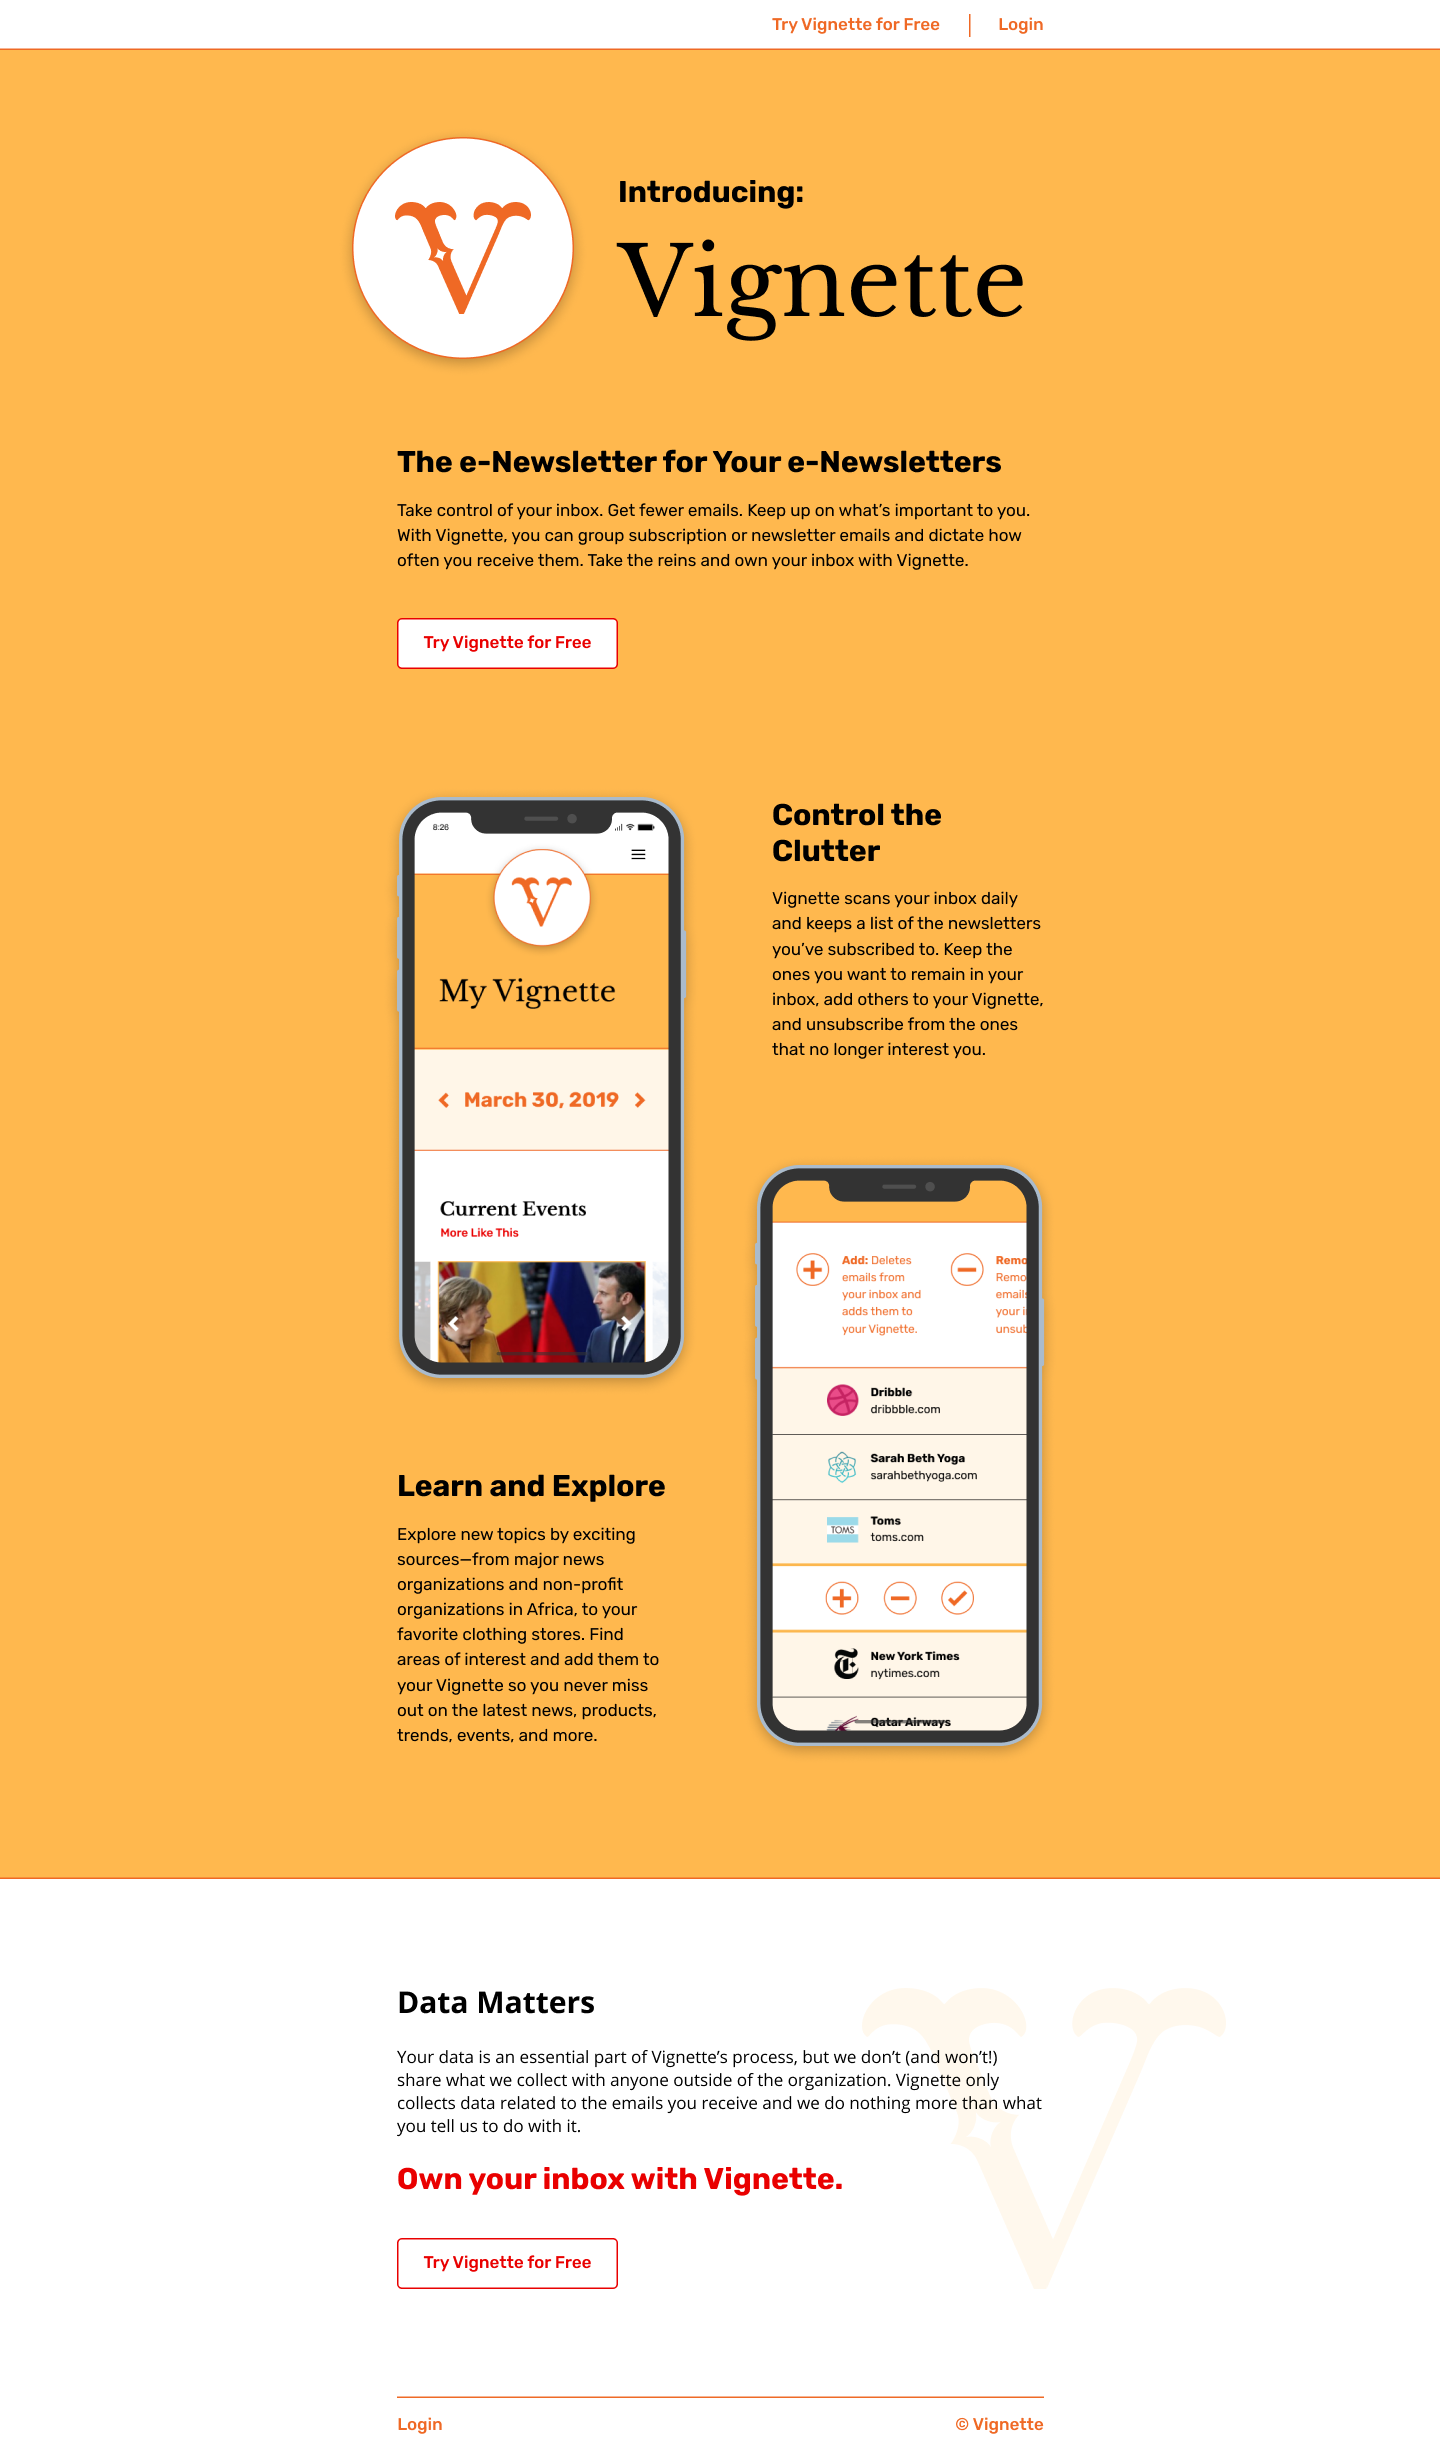 Try Vignette for Free
Login
V
Introducing:
Vignette
The e-Newsletter for Your e-Newsletters
Take control of your inbox. Get fewer emails. Keep up on what's important to you.
With Vignette, you can group subscription or newsletter emails and dictate how
often you receive them. Take the reins and own your inbox with Vignette.
Try Vignette for Free
8:26
V
My Vignette
March 30, 2019
Current Events
More Like This
Control the
Clutter
Vignette scans your inbox daily
and keeps a list of the newsletters
you've subscribed to. Keep the
ones you want to remain in your
inbox, add others to your Vignette,
and unsubscribe from the ones
that no longer interest you.
Add: Deletes
emails from
your inbox and
adds them to
your Vignette.
Remo
Remo
emails
your i
unsub
Dribble
dribbble.com
Sarah Beth Yoga
sarahbethyoga.com
TOMS
Toms
toms.com
New York Times
nytimes.com
Qatar Airways
Learn and Explore
Explore new topics by exciting
sources—from major news
organizations and non-profit
organizations in Africa, to your
favorite clothing stores. Find
areas of interest and add them to
your Vignette so you never miss
out on the latest news, products,
trends, events, and more.
Data Matters
Your data is an essential part of Vignette's process, but we don't (and won't!)
share what we collect with anyone outside of the organization. Vignette only
collects data related to the emails you receive and we do nothing more than what
you tell us to do with it.
Own your inbox with Vignette.
Try Vignette for Free
V
Login
© Vignette